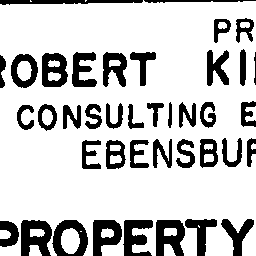 PR
ROBERT KI
CONSULTING E
EBENSBUR
PROPERTY